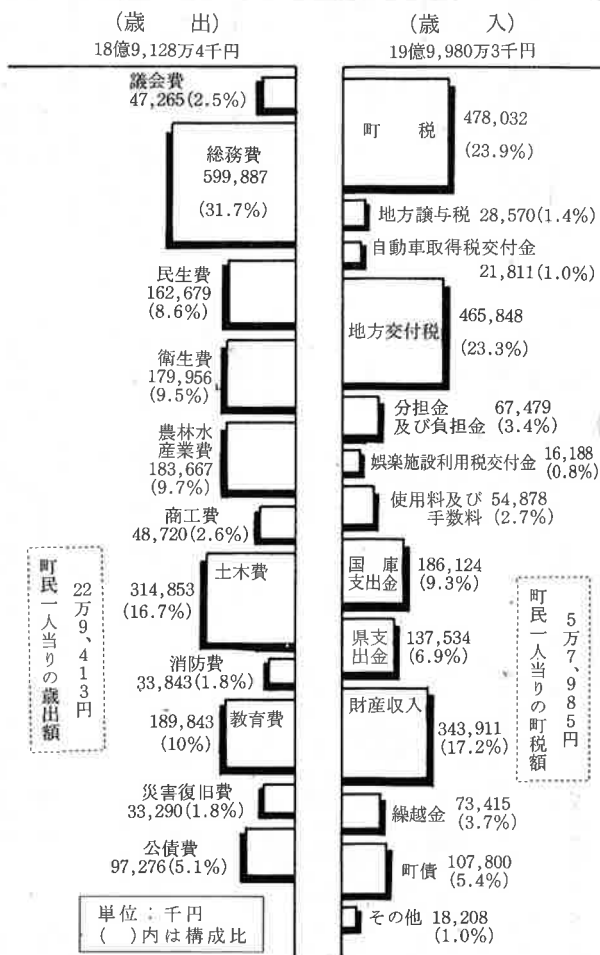 (歳出)
18億9,128万4千円
議会費
47,265(2.5%)
総務費
599,887
(31.7%)
民生費
162,679
(8.6%)
衛生費
179,956
(9.5%)
農林水
産業費
183,667
(9.7%)
商工費
48,720(2.6%)
土木費
314,853
(16.7%)
消防費
33,843(1.8%)
教育費
189,843
(10%)
災害復旧費
33,290(1.8%)
公債費
97,276(5.1%)
町民一人当りの歳出額
22万9,413円
単位:千円
( )内は構成比
(歳入)
19億9,980万3千円
町税
478,032
(23.9%)
地方譲与税 28,570(1.4%)
自動車取得税交付金
21,811(1.0%)
地方交付税
465,848
(23.3%)
分担金
及び負担金
67,479
(3.4%)
娯楽施設利用税交付金
16,188
(0.8%)
使用料及び
手数料
54,878
(2.7%)
国庫
支出金
186,124
(9.3%)
県支
出金
137,534
(6.9%)
財産収入
343,911
(17.2%)
繰越金
73,415
(3.7%)
町債
107,800
(5.4%)
その他 18,208
(1.0%)
町民一人当りの町税額
5万7,985円